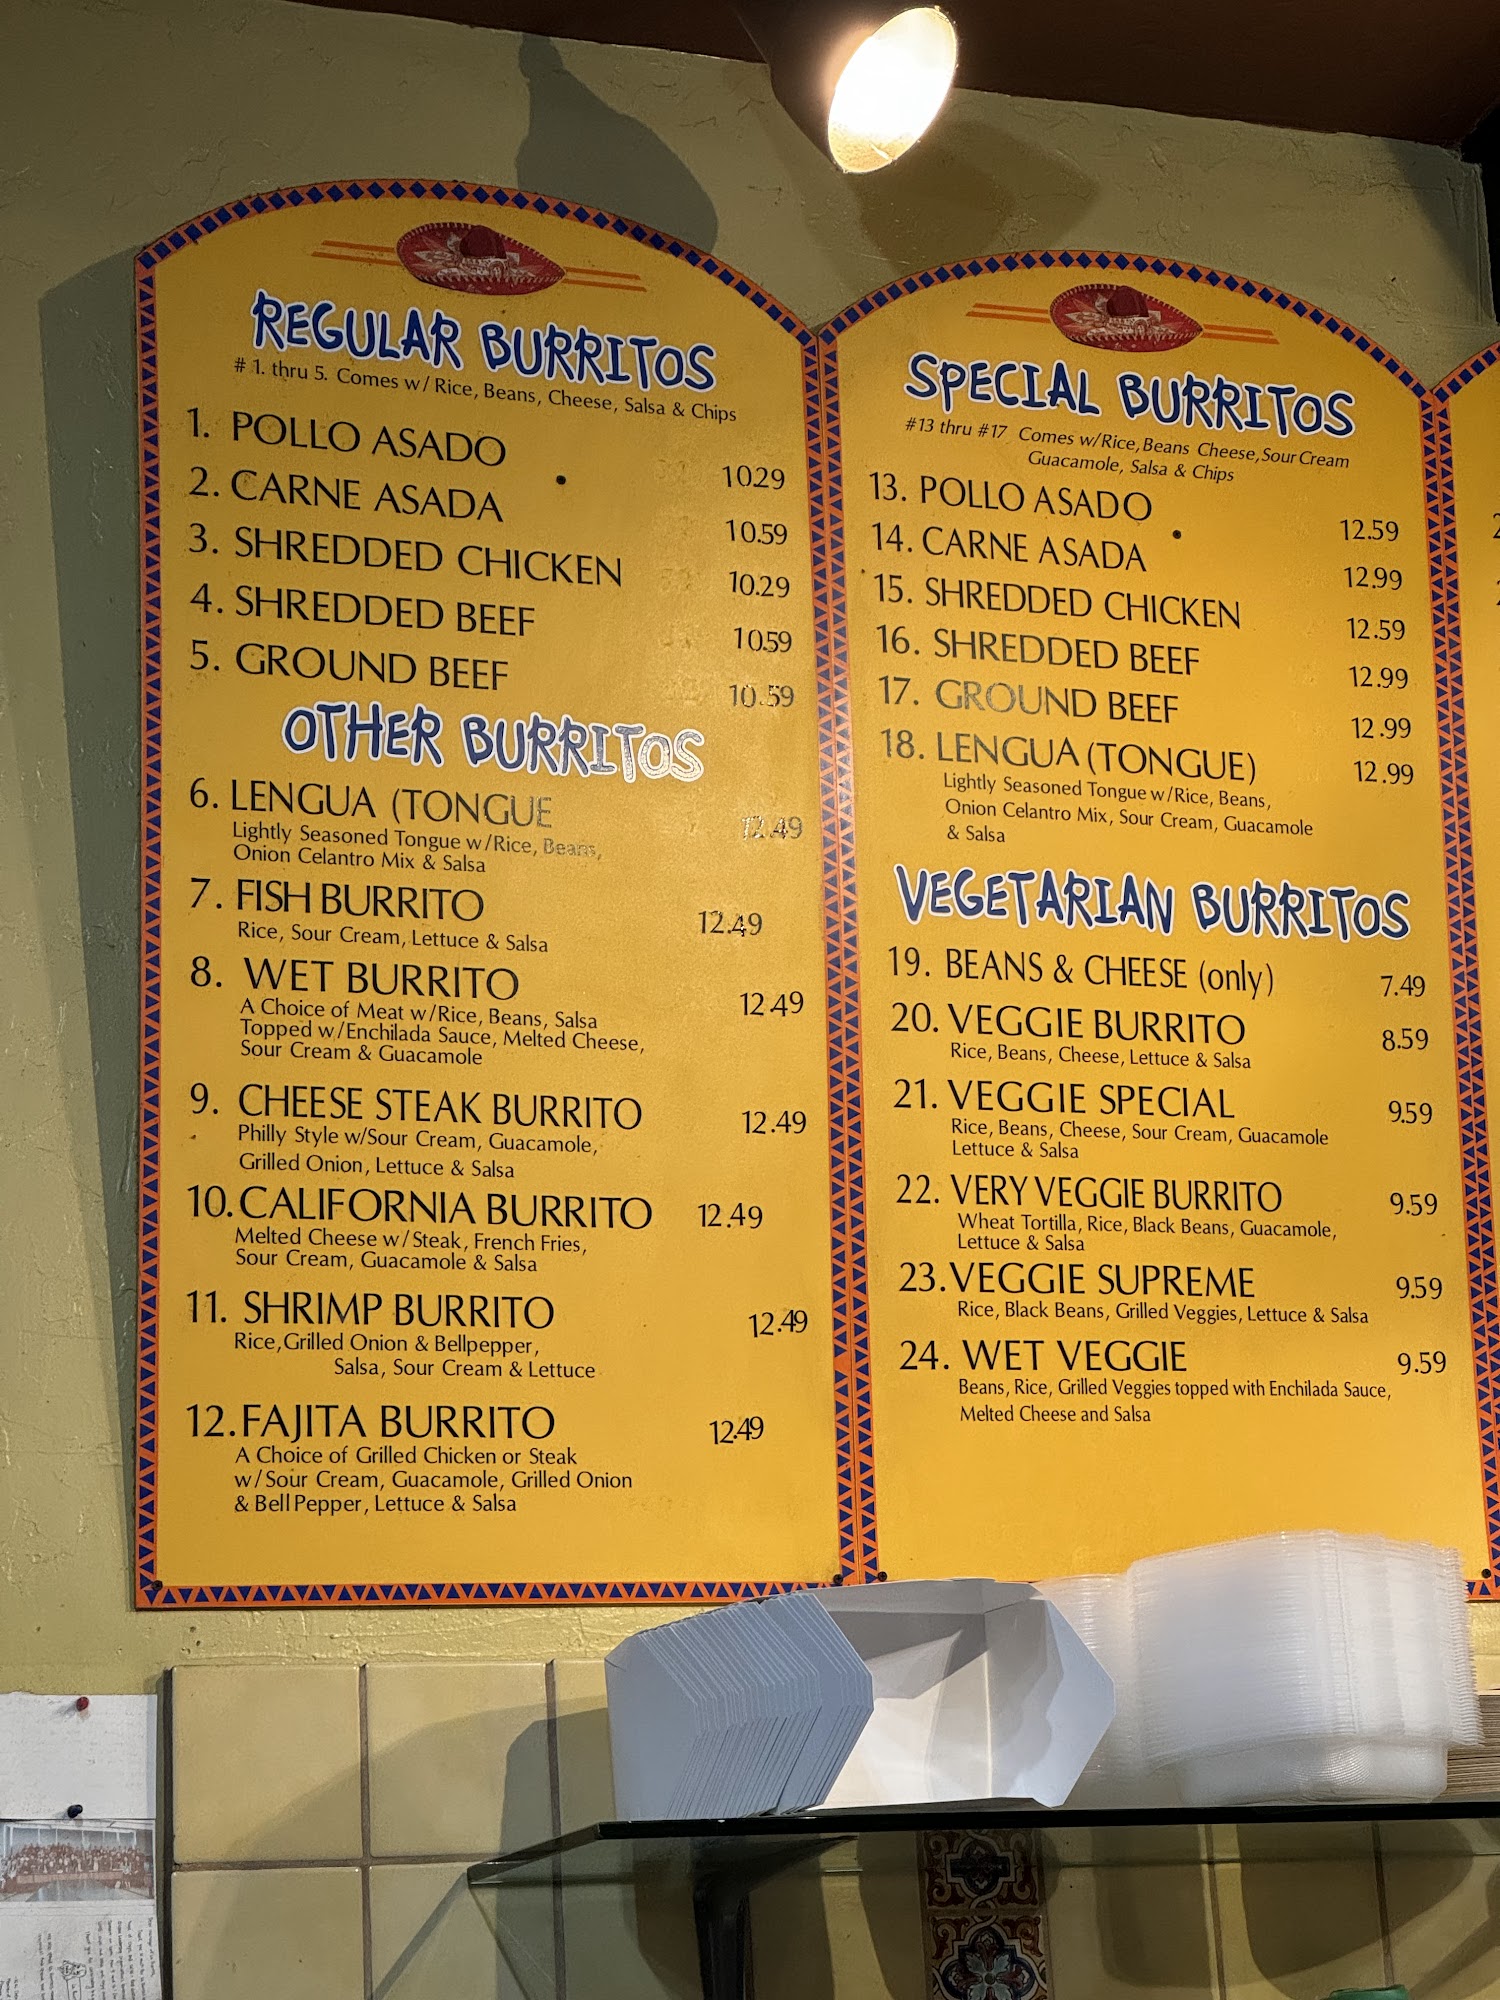 REGULAR BURRITOS
# 1. thru 5. Comes w/ Rice, Beans, Cheese, Salsa & Chips
1. POLLO ASADO 10.29
2. CARNE ASADA 10.59
3. SHREDDED CHICKEN 10.29
4. SHREDDED BEEF 10.59
5. GROUND BEEF 10.59
OTHER BURRITOS
6. LENGUA (TONGUE 12.49
Lightly Seasoned Tongue w/Rice, Beans,
Onion Celantro Mix & Salsa
7. FISH BURRITO 12.49
Rice, Sour Cream, Lettuce & Salsa
8. WET BURRITO 12.49
A Choice of Meat w/Rice, Beans, Salsa
Topped w/Enchilada Sauce, Melted Cheese,
Sour Cream & Guacamole
9. CHEESE STEAK BURRITO 12.49
Philly Style w/Sour Cream, Guacamole,
Grilled Onion, Lettuce & Salsa
10. CALIFORNIA BURRITO 12.49
Melted Cheese w/Steak, French Fries,
Sour Cream, Guacamole & Salsa
11. SHRIMP BURRITO 12.49
Rice, Grilled Onion & Bellpepper,
Salsa, Sour Cream & Lettuce
12. FAJITA BURRITO 12.49
A Choice of Grilled Chicken or Steak
w/Sour Cream, Guacamole, Grilled Onion
& Bell Pepper, Lettuce & Salsa
SPECIAL BURRITOS
#13 thru #17 Comes w/Rice, Beans Cheese, Sour Cream
Guacamole, Salsa & Chips
13. POLLO ASADO 12.59
14. CARNE ASADA 12.99
15. SHREDDED CHICKEN 12.59
16. SHREDDED BEEF 12.99
17. GROUND BEEF 12.99
18. LENGUA (TONGUE) 12.99
Lightly Seasoned Tongue w/Rice, Beans,
Onion Celantro Mix, Sour Cream, Guacamole
& Salsa
VEGETARIAN BURRITOS
19. BEANS & CHEESE (only) 7.49
20. VEGGIE BURRITO 8.59
Rice, Beans, Cheese, Lettuce & Salsa
21. VEGGIE SPECIAL 9.59
Rice, Beans, Cheese, Sour Cream, Guacamole
Lettuce & Salsa
22. VERY VEGGIE BURRITO 9.59
Wheat Tortilla, Rice, Black Beans, Guacamole,
Lettuce & Salsa
23. VEGGIE SUPREME 9.59
Rice, Black Beans, Grilled Veggies, Lettuce & Salsa
24. WET VEGGIE 9.59
Beans, Rice, Grilled Veggies topped with Enchilada Sauce,
Melted Cheese and Salsa